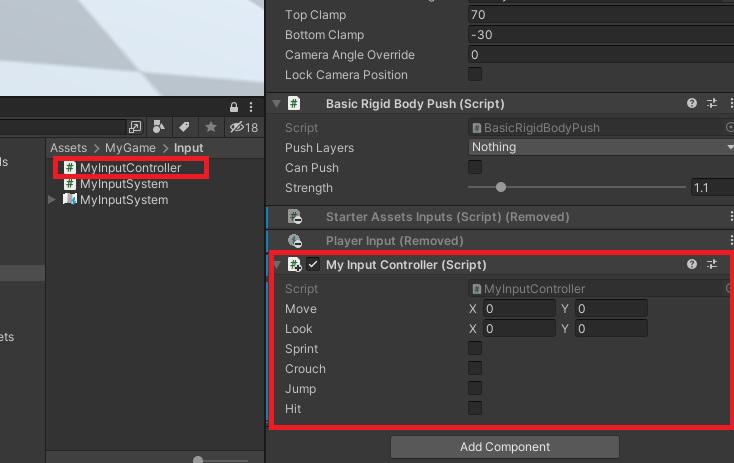 Top Clamp 70
Bottom Clamp -30
Camera Angle Override 0
Lock Camera Position
Basic Rigid Body Push (Script)
Script BasicRigidBodyPush
Push Layers Nothing
Can Push
Strength 1.1
Starter Assets Inputs (Script) (Removed)
Player Input (Removed)
My Input Controller (Script)
Script MyInputController
Move X 0 Y 0
Look X 0 Y 0
Sprint
Crouch
Jump
Hit
Add Component
18
Assets > MyGame > Input
MyInputController
MyInputSystem
MyInputSystem
ls
ets